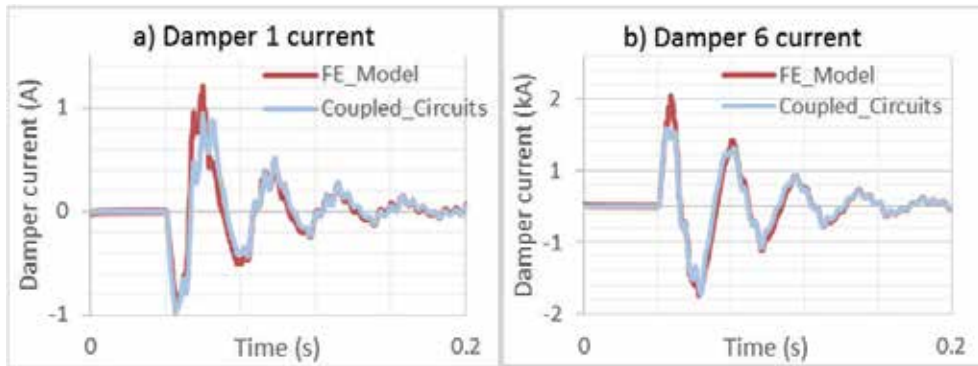 a) Damper 1 current
FE_Model
Coupled_Circuits
Damper current (A)
1
0
-1
0
Time (s)
0.2
b) Damper 6 current
FE_Model
Coupled_Circuits
Damper current (kA)
2
1
-1
-2
0
Time (s)
0.2